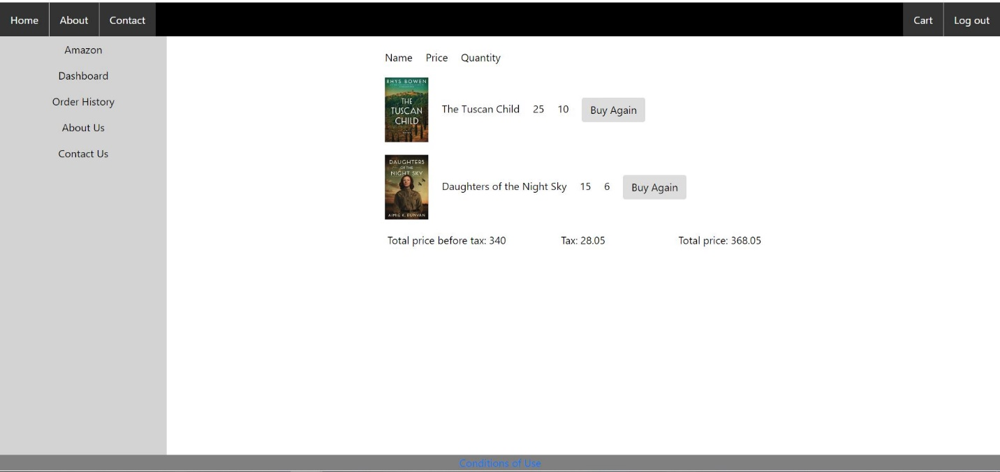 Home About Contact Cart Log out
Amazon
Dashboard
Order History
About Us
Contact Us
Name Price Quantity
RHYS BOWEN
THE
TUSCAN
CHILD
The Tuscan Child 25 10 Buy Again
DAUGHTERS
OF THE
NIGHT SKY
AIMIE K. RUNYAN
Daughters of the Night Sky 15 6 Buy Again
Total price before tax: 340 Tax: 28.05 Total price: 368.05
Conditions of Use